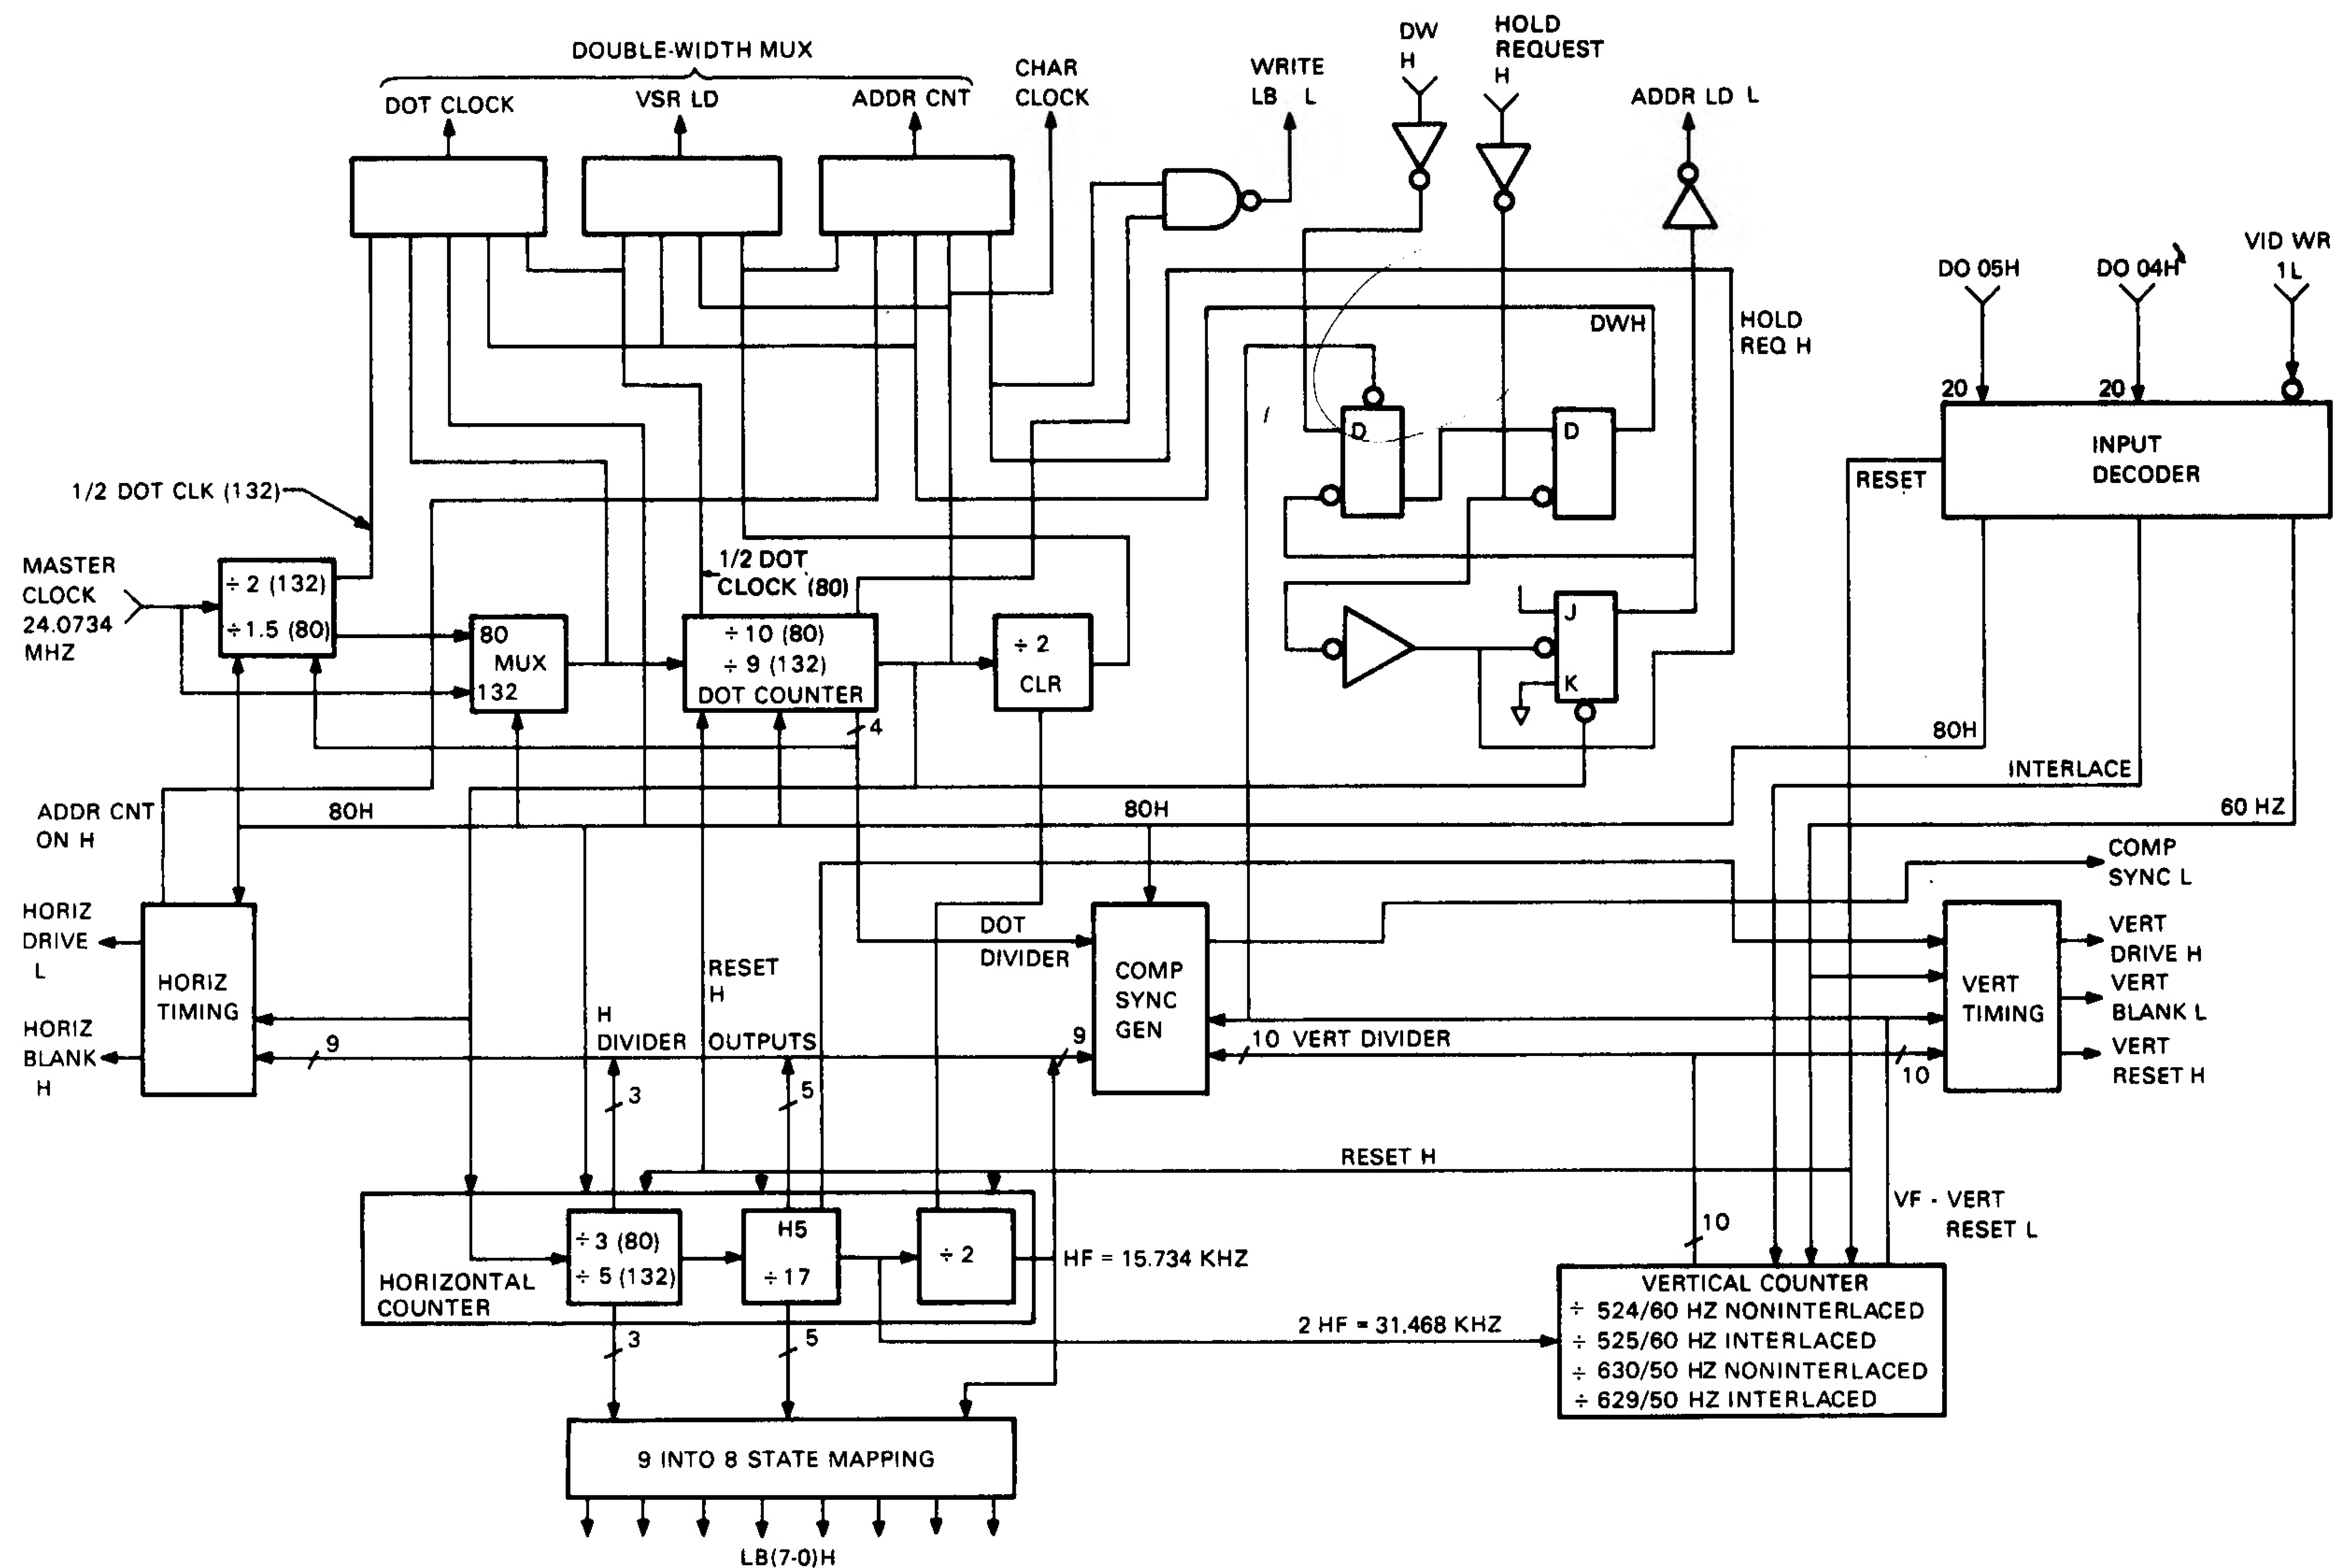 DOUBLE-WIDTH MUX
DOT CLOCK
VSR LD
ADDR CNT
CHAR
CLOCK
WRITE
LB L
DW
H
HOLD
REQUEST
H
ADDR LD L
DO 05H
DO 04H
VID WR
1L
20
20
INPUT
DECODER
RESET
DWH
HOLD
REQ H
D
D
1/2 DOT CLK (132)
MASTER
CLOCK
24.0734
MHZ
÷ 2 (132)
÷ 1.5 (80)
80
MUX
132
1/2 DOT
CLOCK (80)
÷ 10 (80)
÷ 9 (132)
DOT COUNTER
÷ 2
CLR
4
J
K
80H
INTERLACE
60 HZ
ADDR CNT
ON H
80H
80H
COMP
SYNC L
HORIZ
DRIVE
L
HORIZ
BLANK
H
HORIZ
TIMING
9
H
DIVIDER OUTPUTS
RESET
H
DOT
DIVIDER
9
COMP
SYNC
GEN
10 VERT DIVIDER
10
VERT
TIMING
VERT
DRIVE H
VERT
BLANK L
VERT
RESET H
3
5
RESET H
HORIZONTAL
COUNTER
÷ 3 (80)
÷ 5 (132)
H5
÷ 17
÷ 2
HF = 15.734 KHZ
2 HF = 31.468 KHZ
10
VF - VERT
RESET L
VERTICAL COUNTER
÷ 524/60 HZ NONINTERLACED
÷ 525/60 HZ INTERLACED
÷ 630/50 HZ NONINTERLACED
÷ 629/50 HZ INTERLACED
3
5
9 INTO 8 STATE MAPPING
LB(7-0)H